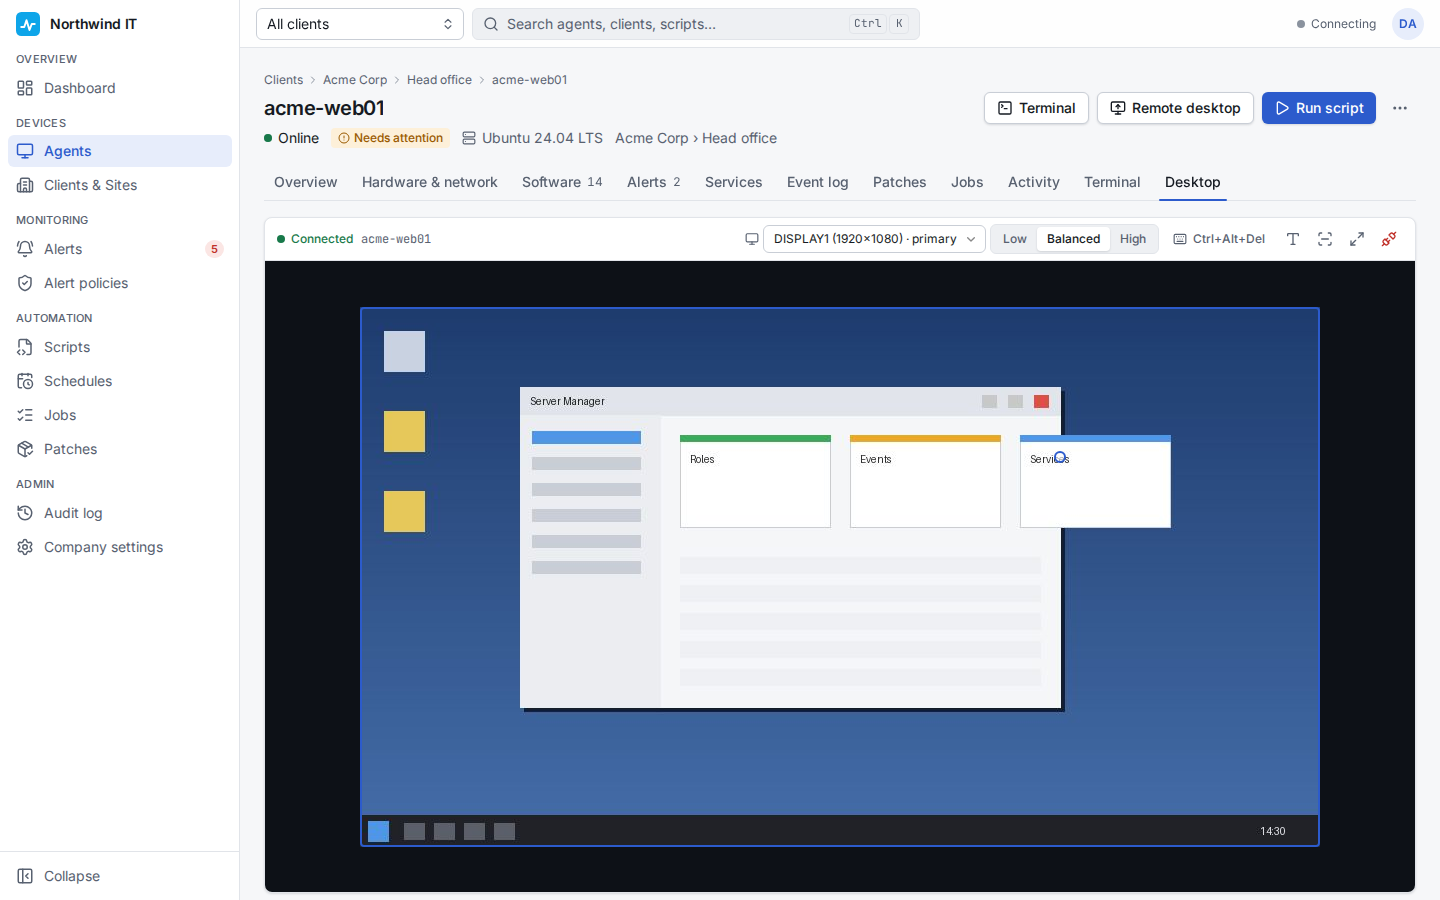 Northwind IT
All clients
Search agents, clients, scripts...
Ctrl K
Connecting
DA
OVERVIEW
Dashboard
DEVICES
Agents
Clients & Sites
MONITORING
Alerts 5
Alert policies
AUTOMATION
Scripts
Schedules
Jobs
Patches
ADMIN
Audit log
Company settings
Collapse
Clients > Acme Corp > Head office > acme-web01
acme-web01
Terminal
Remote desktop
Run script
Online Needs attention Ubuntu 24.04 LTS Acme Corp › Head office
Overview Hardware & network Software 14 Alerts 2 Services Event log Patches Jobs Activity Terminal Desktop
Connected acme-web01 DISPLAY1 (1920×1080) · primary Low Balanced High Ctrl+Alt+Del
Server Manager
Roles Events Services
14:30